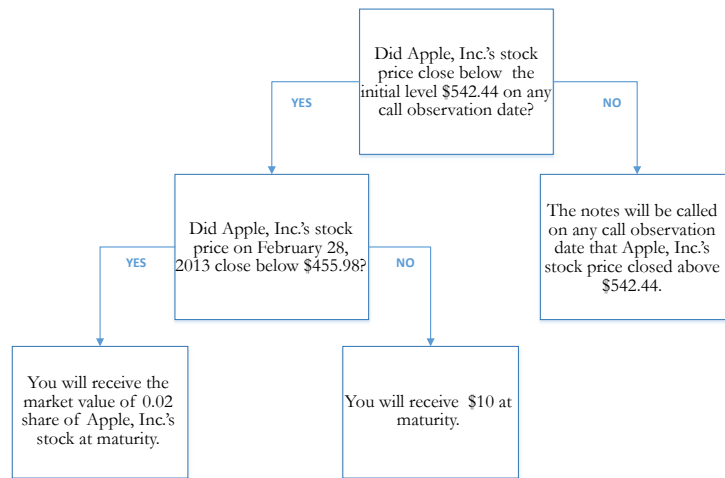 Did Apple, Inc.'s stock
price close below the
initial level $542.44 on any
call observation date?
YES
NO
Did Apple, Inc.'s stock
price on February 28,
2013 close below $455.98?
The notes will be called
on any call observation
date that Apple, Inc.'s
stock price closed above
$542.44.
YES
NO
You will receive the
market value of 0.02
share of Apple, Inc.'s
stock at maturity.
You will receive $10 at
maturity.